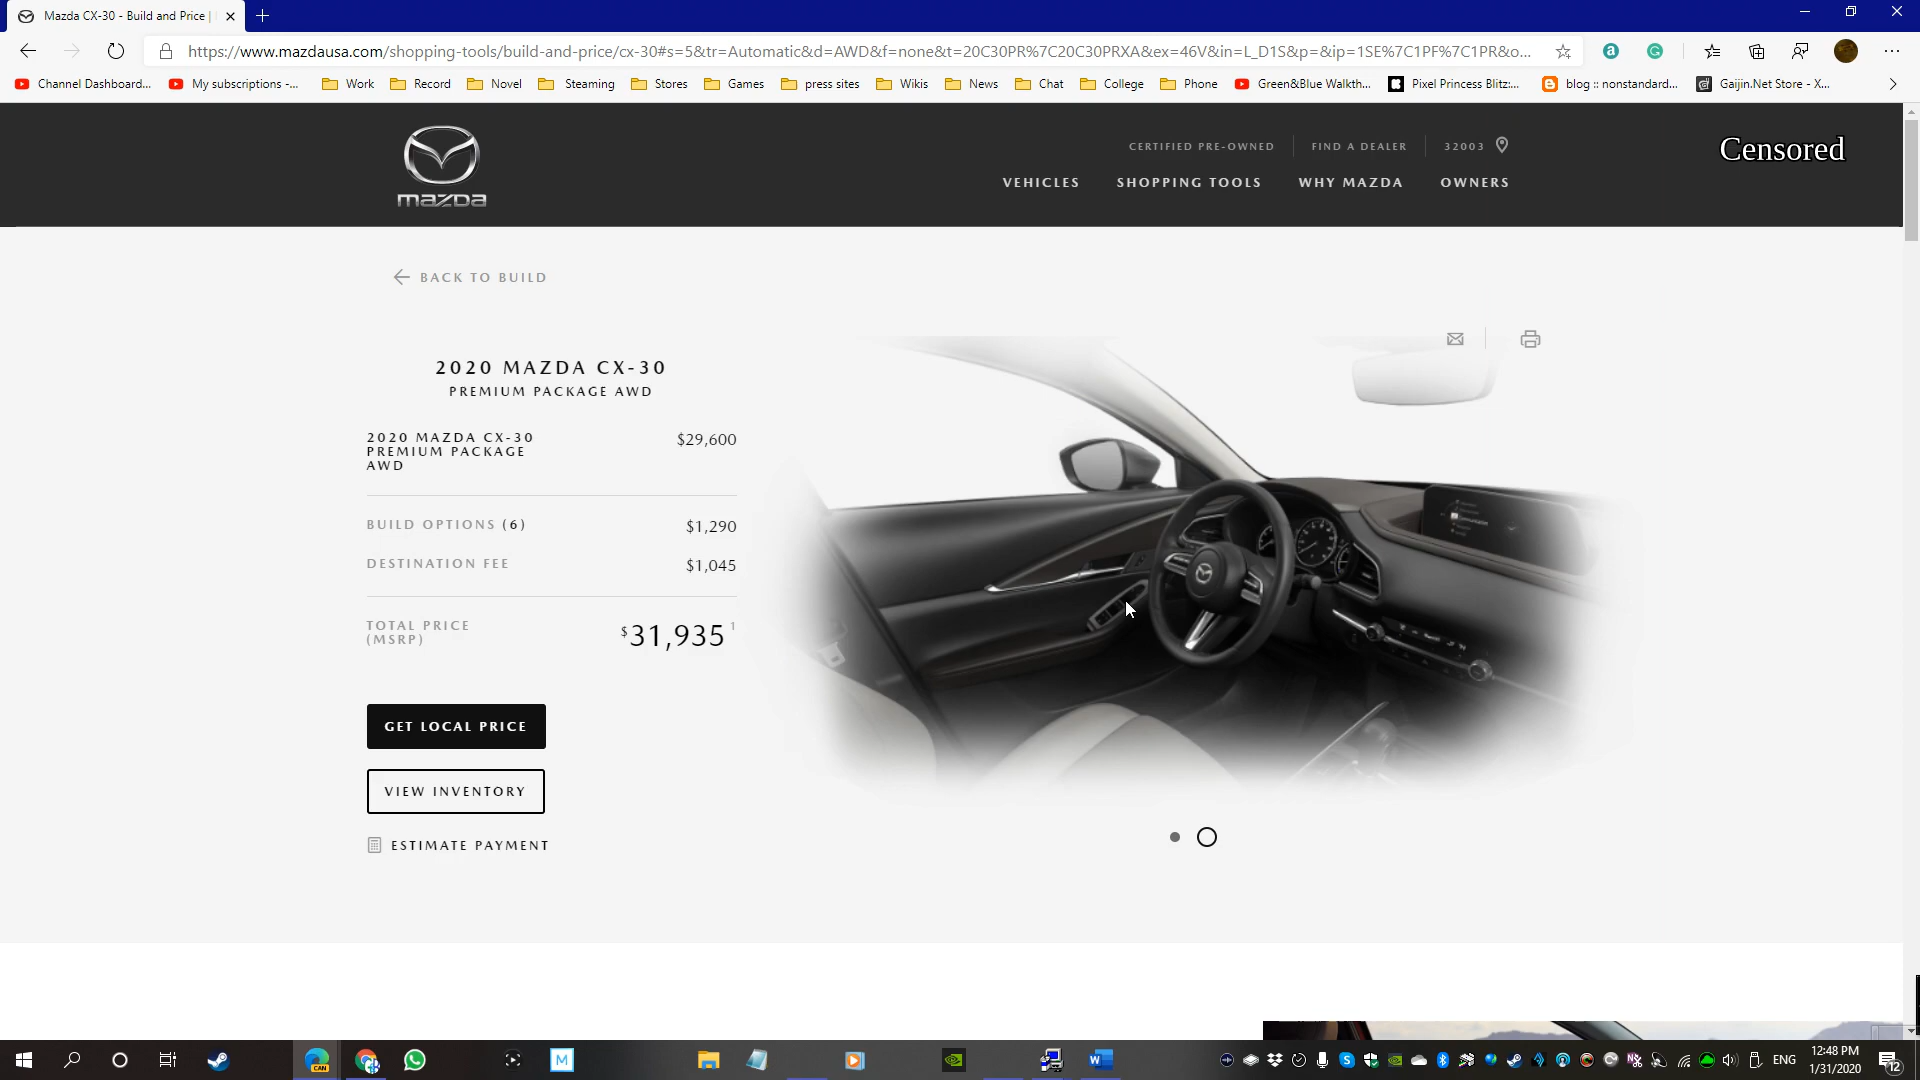 Mazda CX-30 - Build and Price |
https://www.mazdausa.com/shopping-tools/build-and-price/cx-30#s=5&tr=Automatic&d=AWD&f=none&t=20C30PR%7C20C30PRXA&ex=46V&in=L_D1S&p=&ip=1SE%7C1PF%7C1PR&o...
Channel Dashboard... My subscriptions -... Work Record Novel Steaming Stores Games press sites Wikis News Chat College Phone Green&Blue Walkth... Pixel Princess Blitz:... blog :: nonstandard... Gaijin.Net Store - X...
mazda
CERTIFIED PRE-OWNED FIND A DEALER 32003
Censored
VEHICLES SHOPPING TOOLS WHY MAZDA OWNERS
BACK TO BUILD
2020 MAZDA CX-30
PREMIUM PACKAGE AWD
2020 MAZDA CX-30 $29,600
PREMIUM PACKAGE
AWD
BUILD OPTIONS (6) $1,290
DESTINATION FEE $1,045
TOTAL PRICE $31,935 1
(MSRP)
GET LOCAL PRICE
VIEW INVENTORY
ESTIMATE PAYMENT
CAN
M
ENG
12:48 PM
1/31/2020
12